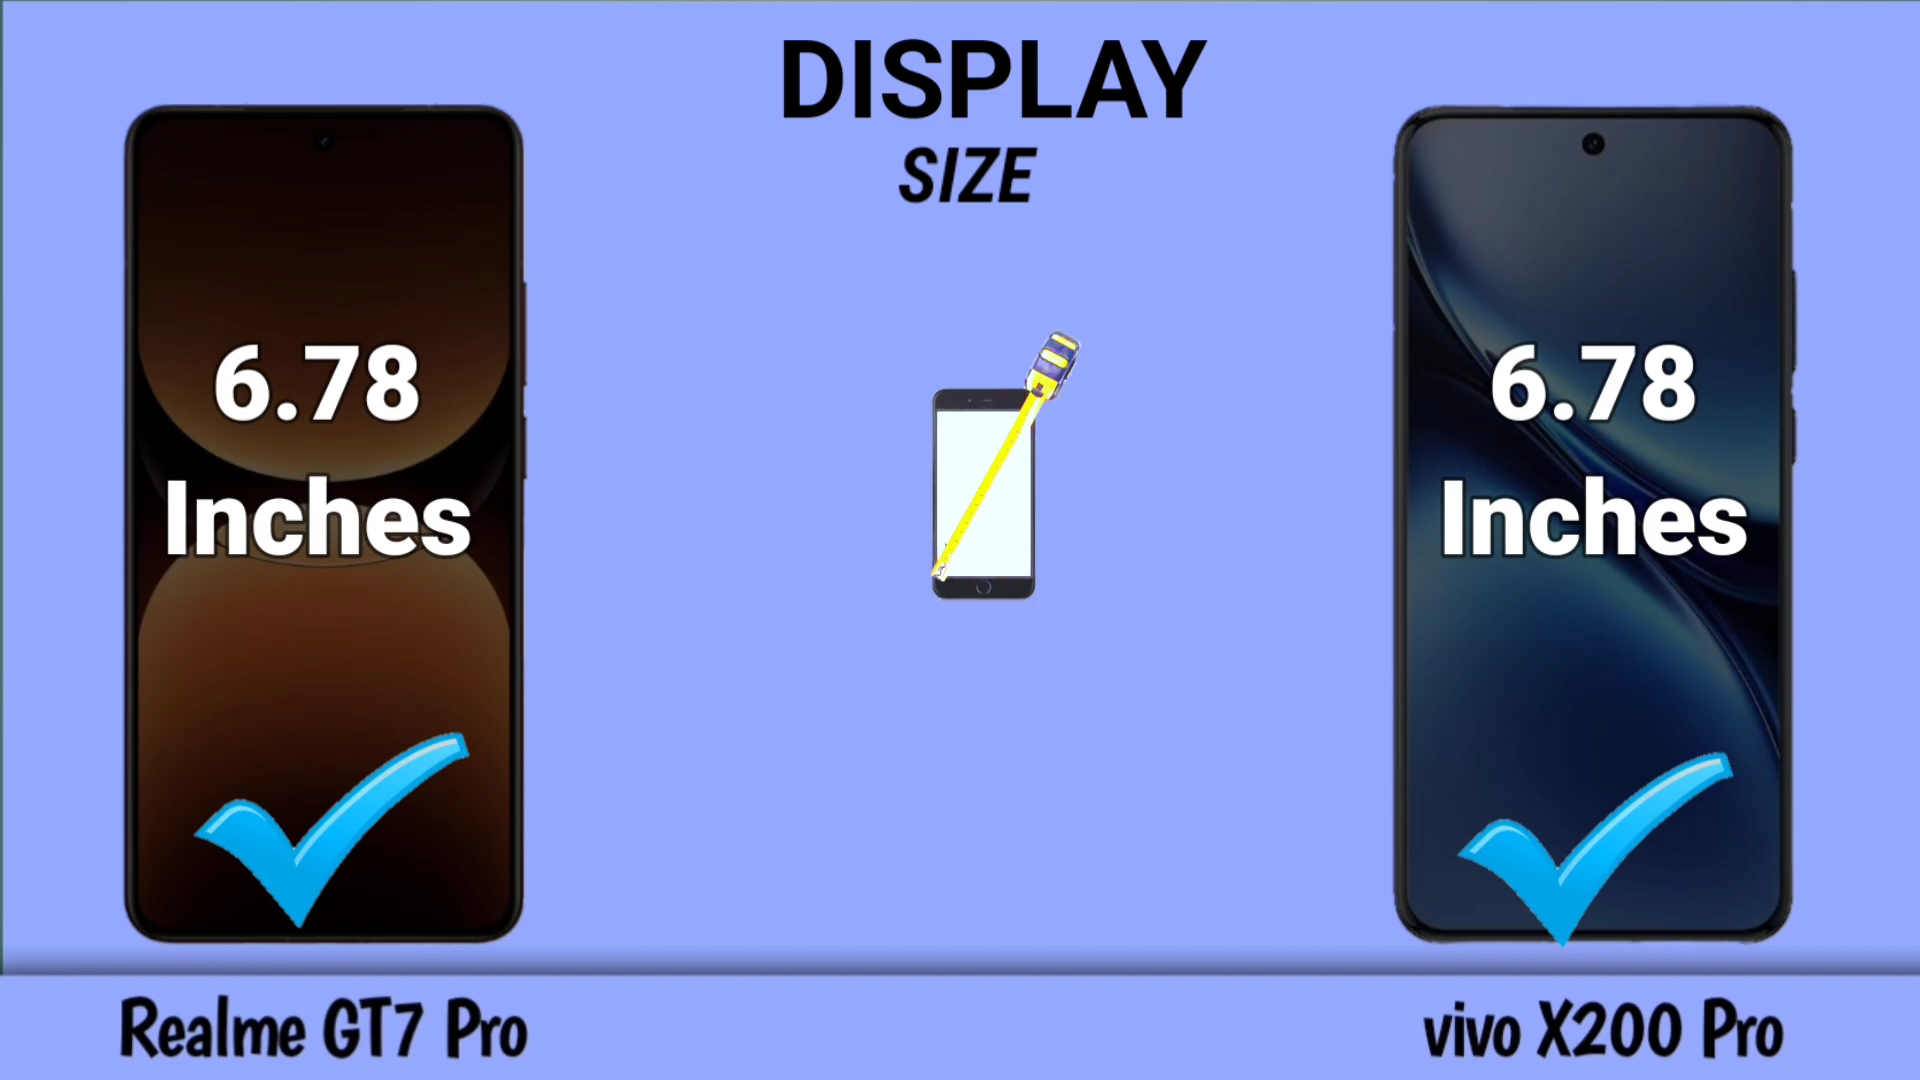 DISPLAY
SIZE
6.78
Inches
6.78
Inches
Realme GT7 Pro
vivo X200 Pro